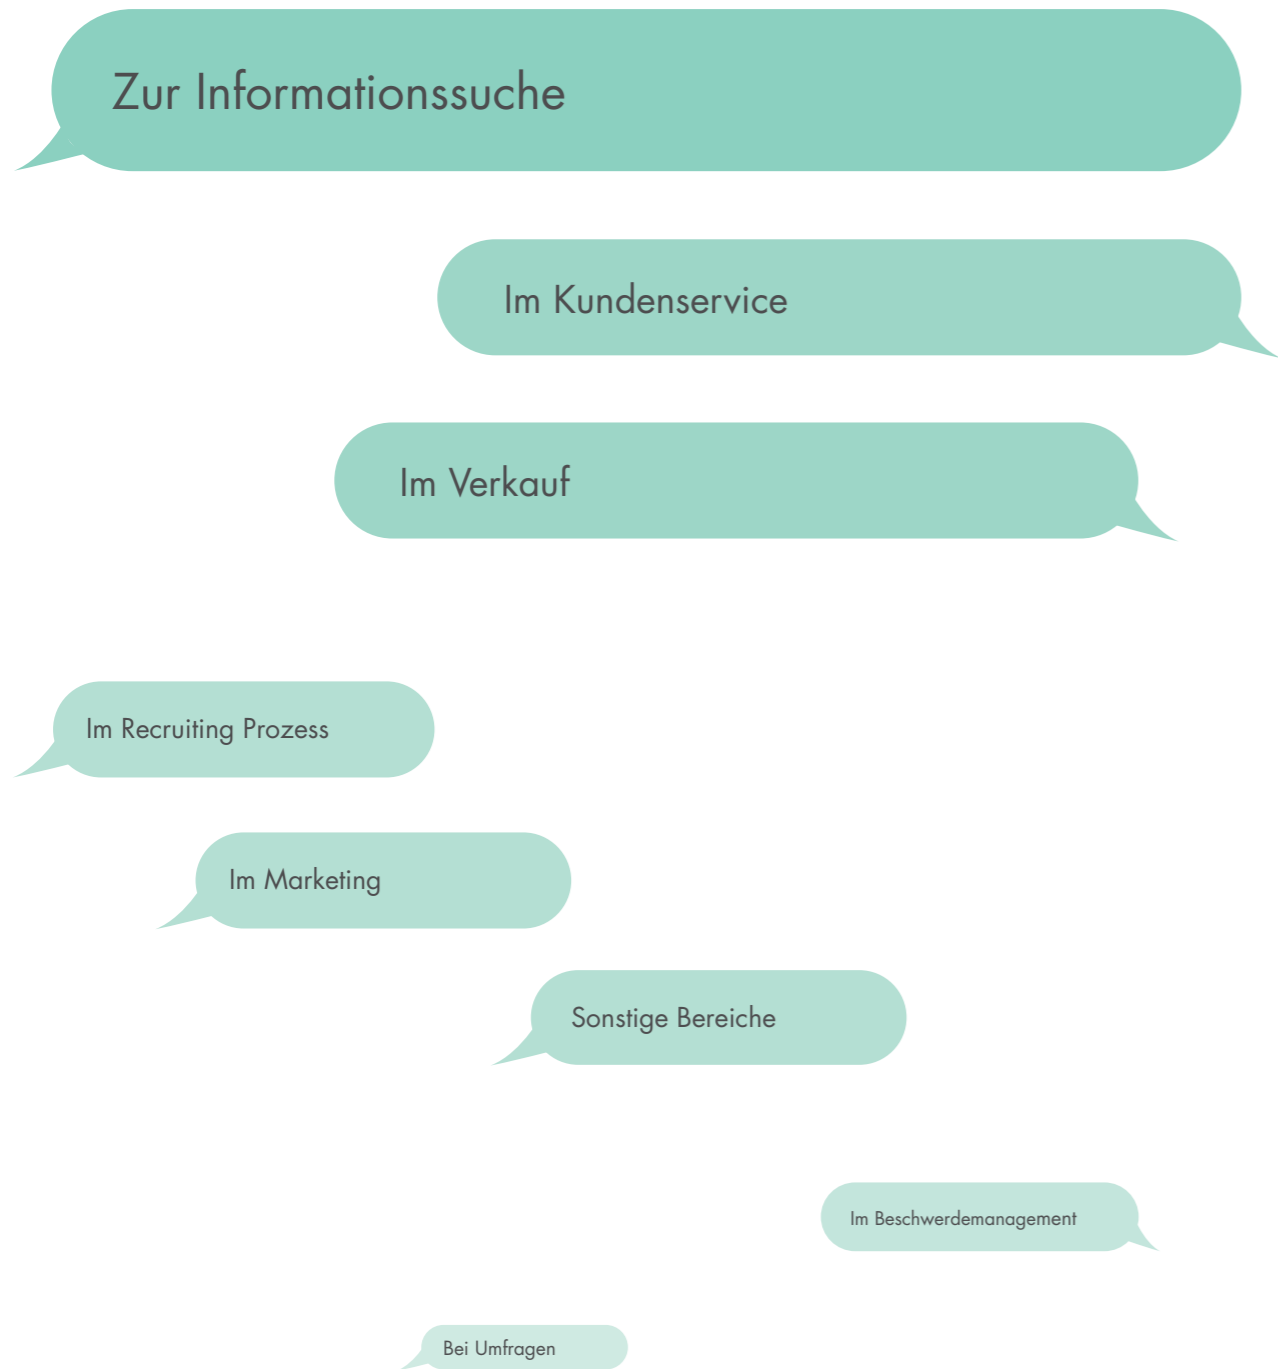 Zur Informationssuche
Im Kundenservice
Im Verkauf
Im Recruiting Prozess
Im Marketing
Sonstige Bereiche
Im Beschwerdemanagement
Bei Umfragen